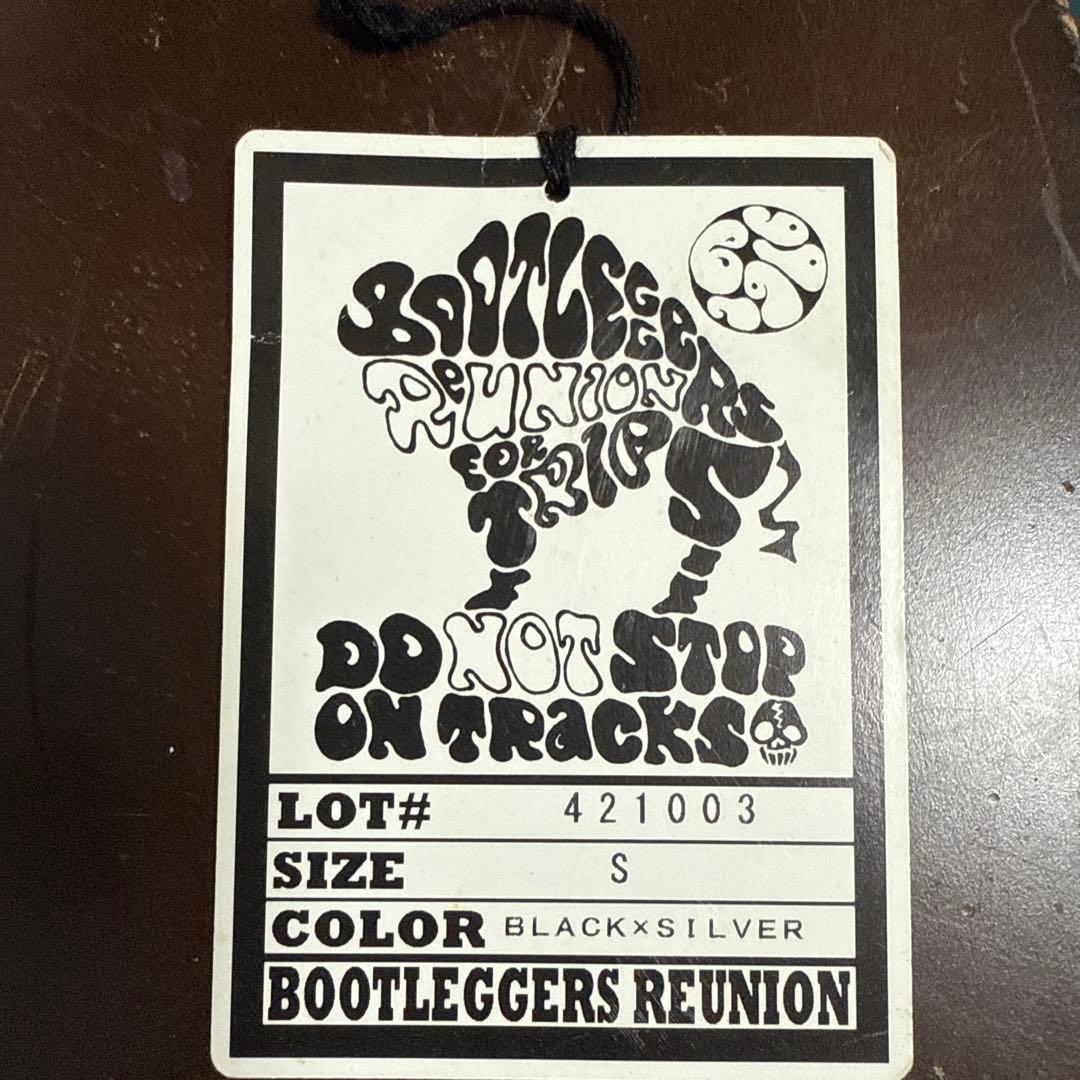 BOOTLEGGERS
ReUNION
FOR
TRIPS
DO NOT STOP
ON TRaCKS
LOT# 421003
SIZE S
COLOR BLACK×SILVER
BOOTLEGGERS REUNION